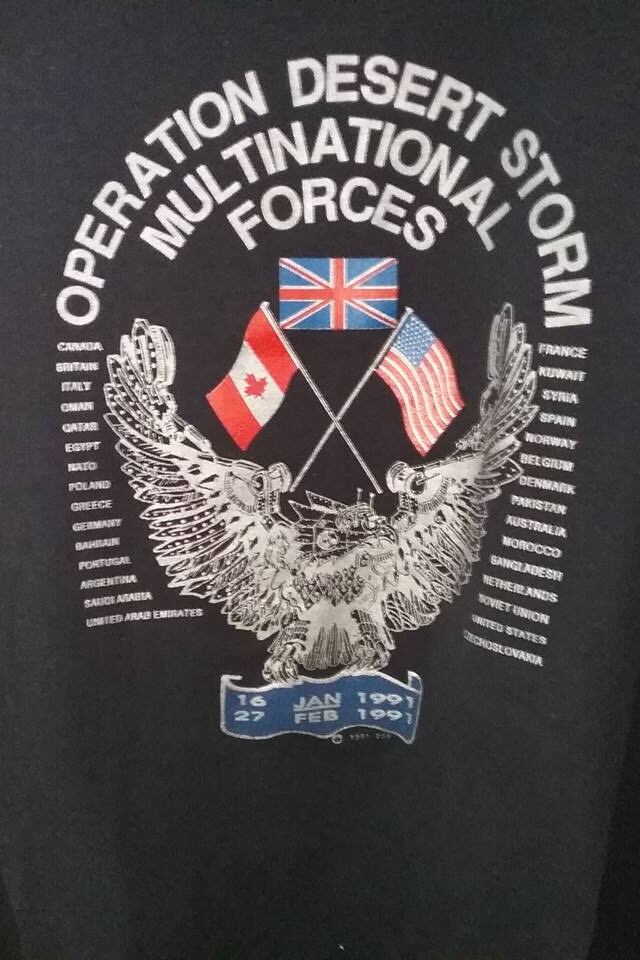 OPERATION DESERT STORM
MULTINATIONAL
FORCES
CANADA
BRITAIN
ITALY
OMAN
QATAR
EGYPT
NATO
POLAND
GREECE
GERMANY
BAHRAIN
PORTUGAL
ARGENTINA
SAUDI ARABIA
UNITED ARAB EMIRATES
FRANCE
KUWAIT
SYRIA
SPAIN
NORWAY
BELGIUM
DENMARK
PAKISTAN
AUSTRALIA
MOROCCO
BANGLADESH
NETHERLANDS
SOVIET UNION
UNITED STATES
CZECHOSLOVAKIA
16 JAN 1991
27 FEB 1991
© 1991